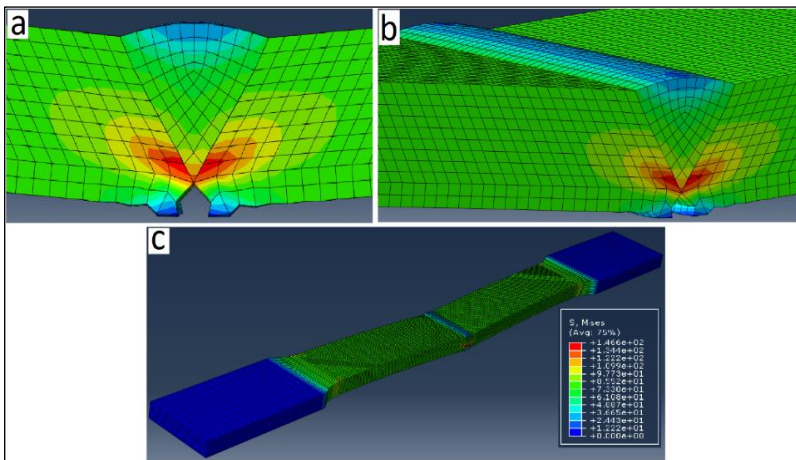 a
b
c
S, Mises
(Avg: 75%)
+1.466e+02
+1.344e+02
+1.222e+02
+1.099e+02
+9.773e+01
+8.552e+01
+7.330e+01
+6.108e+01
+4.887e+01
+3.665e+01
+2.443e+01
+1.222e+01
+0.000e+00